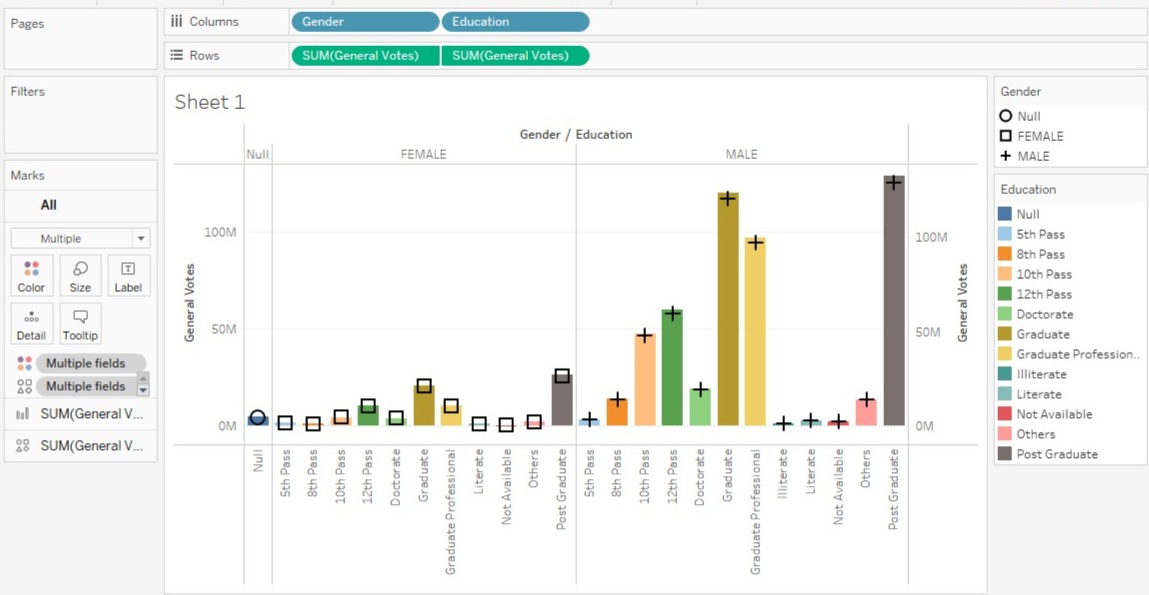 Pages
Columns
Gender
Education
Rows
SUM(General Votes)
SUM(General Votes)
Filters
Marks
All
Multiple
Color
Size
Label
Detail
Tooltip
Multiple fields
Multiple fields
SUM(General V...
SUM(General V...
Sheet 1
Gender / Education
Null
FEMALE
MALE
General Votes
100M
50M
0M
General Votes
100M
50M
0M
Null
5th Pass
8th Pass
10th Pass
12th Pass
Doctorate
Graduate
Graduate Professional
Literate
Not Available
Others
Post Graduate
5th Pass
8th Pass
10th Pass
12th Pass
Doctorate
Graduate
Graduate Professional
Illiterate
Literate
Not Available
Others
Post Graduate
Gender
Null
FEMALE
MALE
Education
Null
5th Pass
8th Pass
10th Pass
12th Pass
Doctorate
Graduate
Graduate Profession..
Illiterate
Literate
Not Available
Others
Post Graduate